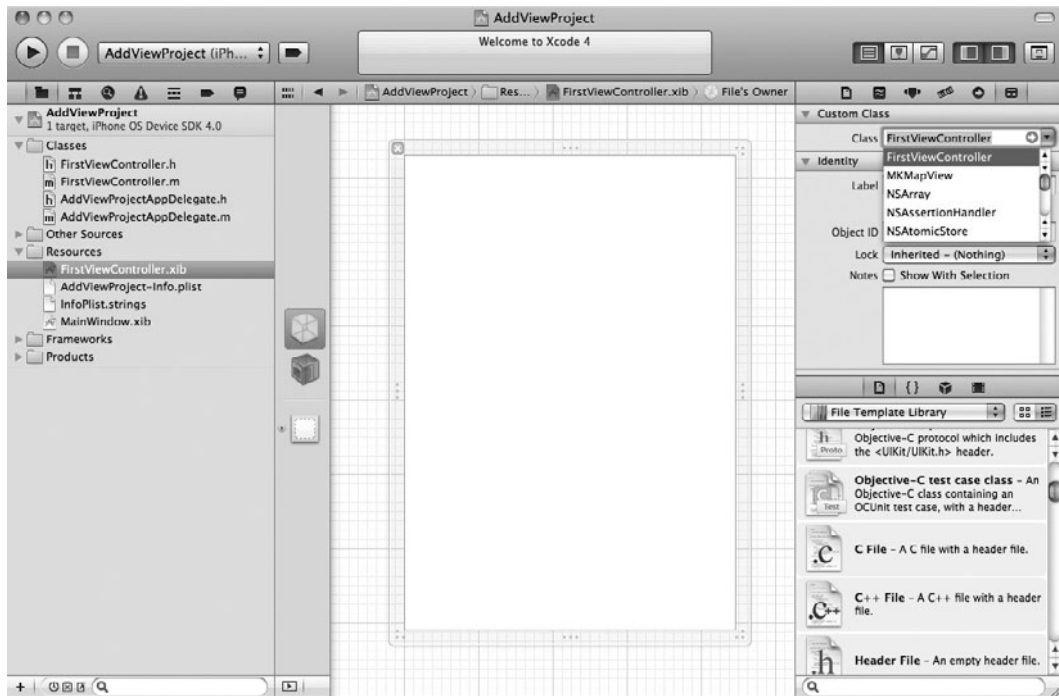 AddViewProject
AddViewProject (iPh...
Welcome to Xcode 4
AddViewProject
Res...
FirstViewController.xib
File's Owner
AddViewProject
1 target, iPhone OS Device SDK 4.0
Classes
h FirstViewController.h
m FirstViewController.m
h AddViewProjectAppDelegate.h
m AddViewProjectAppDelegate.m
Other Sources
Resources
FirstViewController.xib
AddViewProject-Info.plist
InfoPlist.strings
MainWindow.xib
Frameworks
Products
Custom Class
Class FirstViewController
FirstViewController
MKMapView
NSArray
NSAssertionHandler
NSAtomicStore
Identity
Label
Object ID
Lock Inherited - (Nothing)
Notes Show With Selection
{}
File Template Library
h
Proto
Objective-C protocol which includes
the <UIKit/UIKit.h> header.
Test
Objective-C test case class - An
Objective-C class containing an
OCUnit test case, with a header...
.c
C File - A C file with a header file.
.c++
C++ File - A C++ file with a header
file.
.h
Header File - An empty header file.